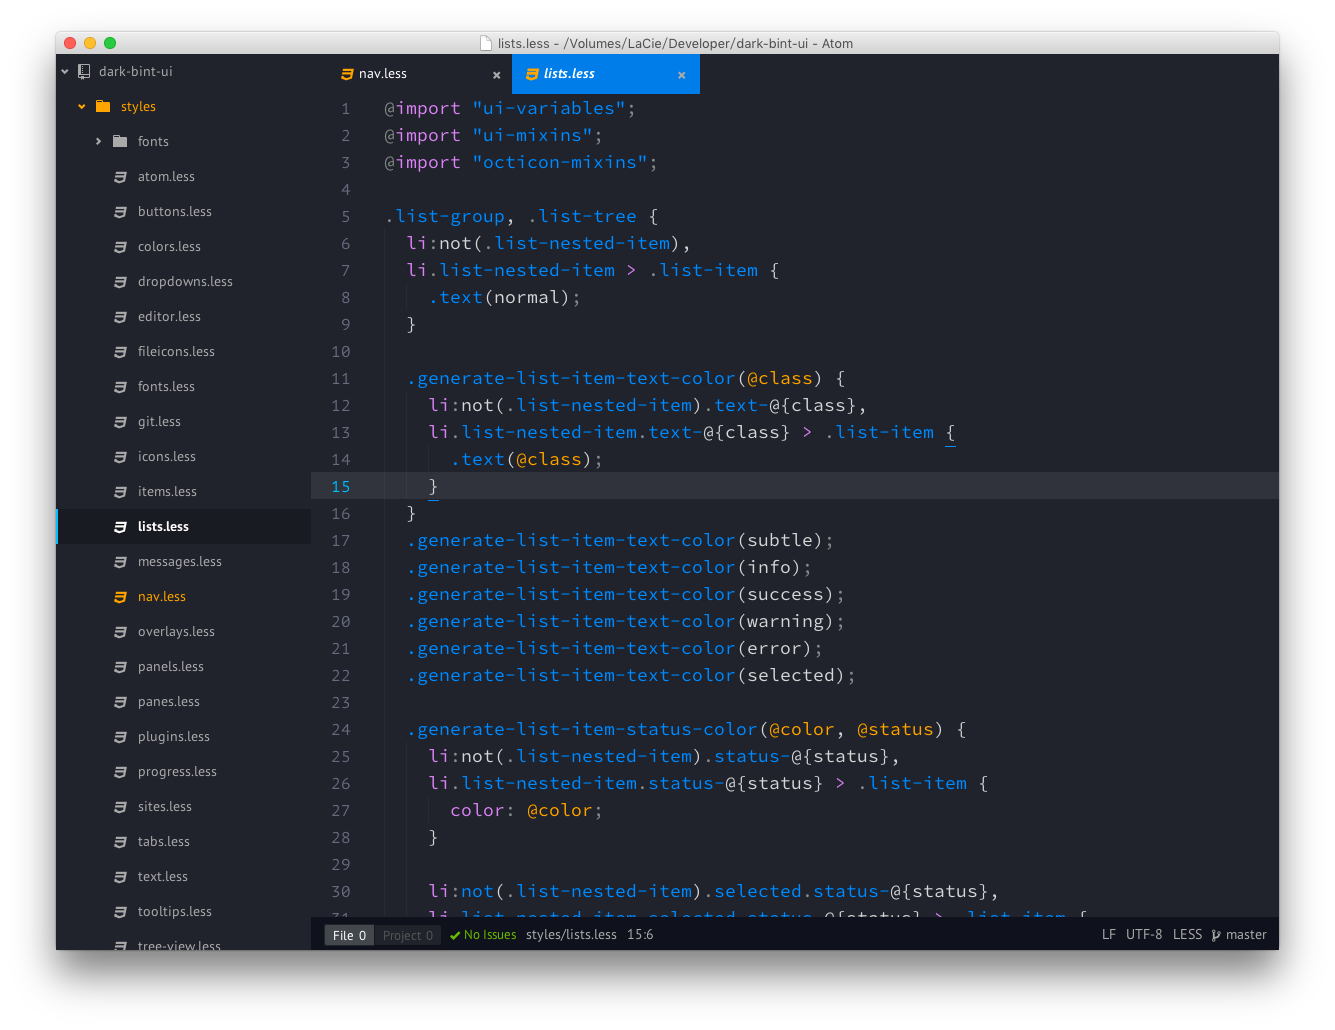 lists.less - /Volumes/LaCie/Developer/dark-bint-ui - Atom
dark-bint-ui
styles
fonts
atom.less
buttons.less
colors.less
dropdowns.less
editor.less
fileicons.less
fonts.less
git.less
icons.less
items.less
lists.less
messages.less
nav.less
overlays.less
panels.less
panes.less
plugins.less
progress.less
sites.less
tabs.less
text.less
tooltips.less
tree-view.less
nav.less × lists.less ×
1 @import "ui-variables";
2 @import "ui-mixins";
3 @import "octicon-mixins";
4
5 .list-group, .list-tree {
6 li:not(.list-nested-item),
7 li.list-nested-item > .list-item {
8 .text(normal);
9 }
10
11 .generate-list-item-text-color(@class) {
12 li:not(.list-nested-item).text-@{class},
13 li.list-nested-item.text-@{class} > .list-item {
14 .text(@class);
15 }
16 }
17 .generate-list-item-text-color(subtle);
18 .generate-list-item-text-color(info);
19 .generate-list-item-text-color(success);
20 .generate-list-item-text-color(warning);
21 .generate-list-item-text-color(error);
22 .generate-list-item-text-color(selected);
23
24 .generate-list-item-status-color(@color, @status) {
25 li:not(.list-nested-item).status-@{status},
26 li.list-nested-item.status-@{status} > .list-item {
27 color: @color;
28 }
29
30 li:not(.list-nested-item).selected.status-@{status},
31 li.list-nested-item.selected.status-@{status} > .list-item {
File 0 Project 0 No Issues styles/lists.less 15:6 LF UTF-8 LESS master